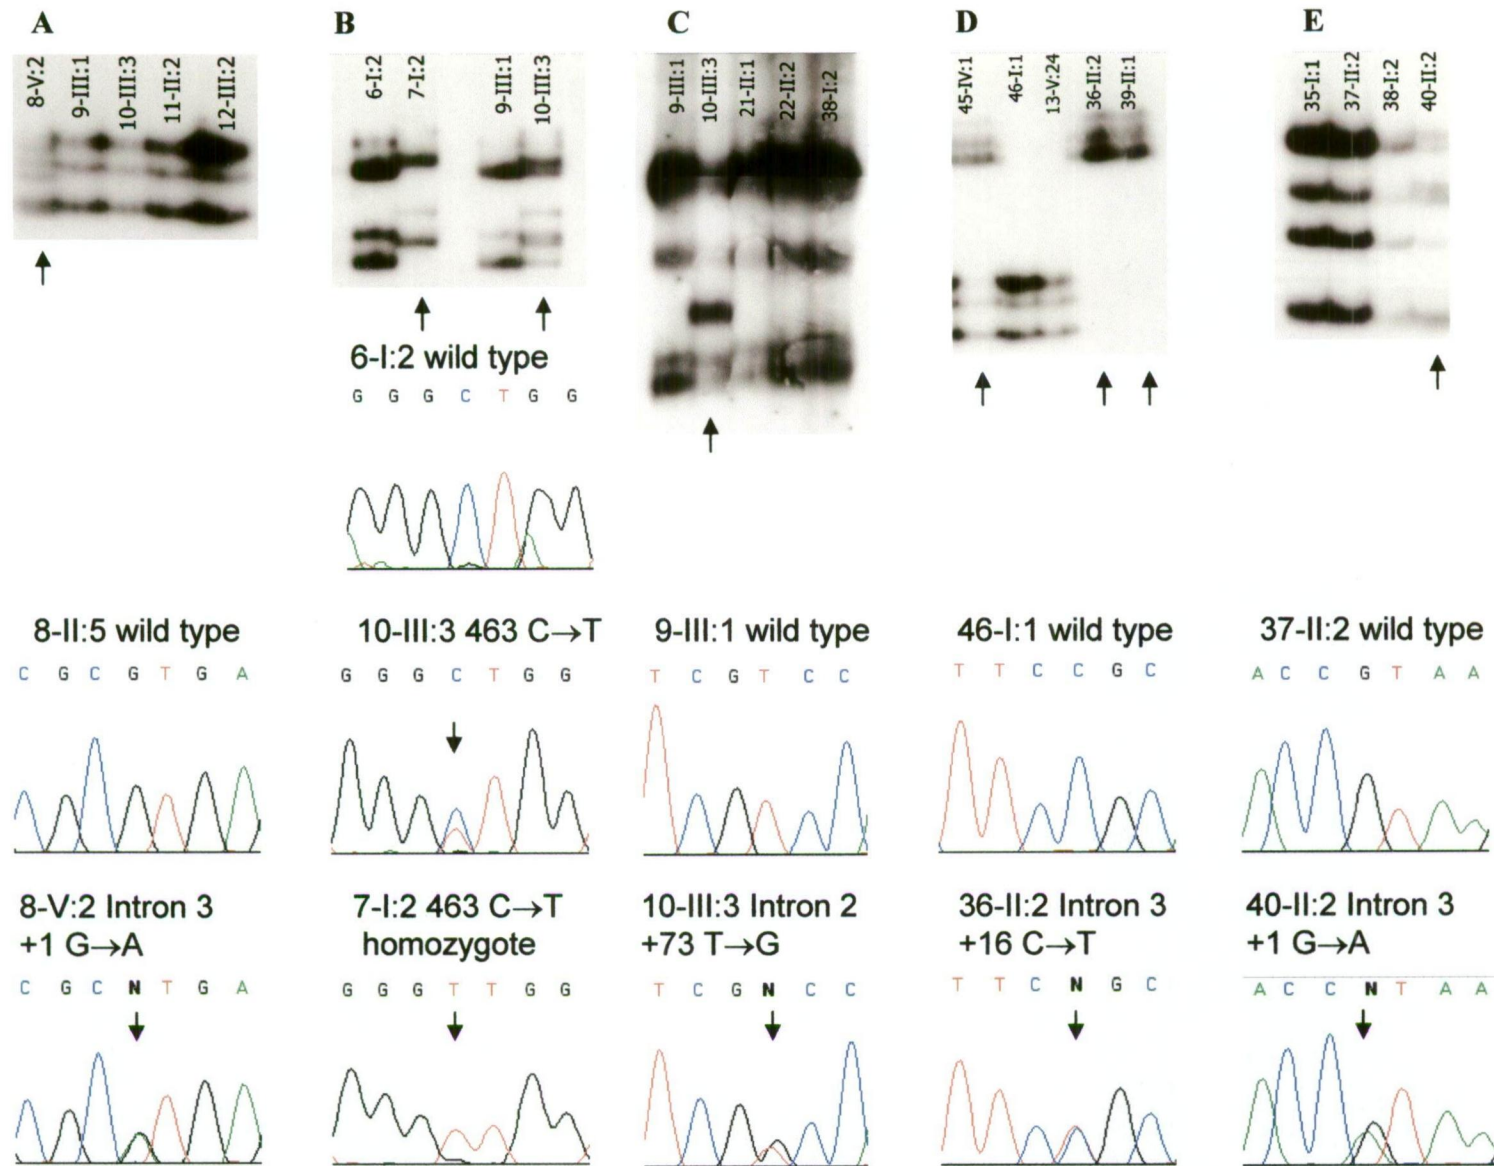 A
B
C
D
E
8-V:2
9-III:1
10-III:3
11-II:2
12-III:2
6-I:2
7-I:2
9-III:1
10-III:3
9-III:1
10-III:3
21-II:1
22-II:2
38-I:2
45-IV:1
46-I:1
13-V:24
36-II:2
39-II:1
35-I:1
37-II:2
38-I:2
40-II:2
6-I:2 wild type
G G G C T G G
8-II:5 wild type
C G C G T G A
10-III:3 463 C→T
G G G C T G G
9-III:1 wild type
T C G T C C
46-I:1 wild type
T T C C G C
37-II:2 wild type
A C C G T A A
8-V:2 Intron 3
+1 G→A
C G C N T G A
7-I:2 463 C→T
homozygote
G G G T T G G
10-III:3 Intron 2
+73 T→G
T C G N C C
36-II:2 Intron 3
+16 C→T
T T C N G C
40-II:2 Intron 3
+1 G→A
A C C N T A A